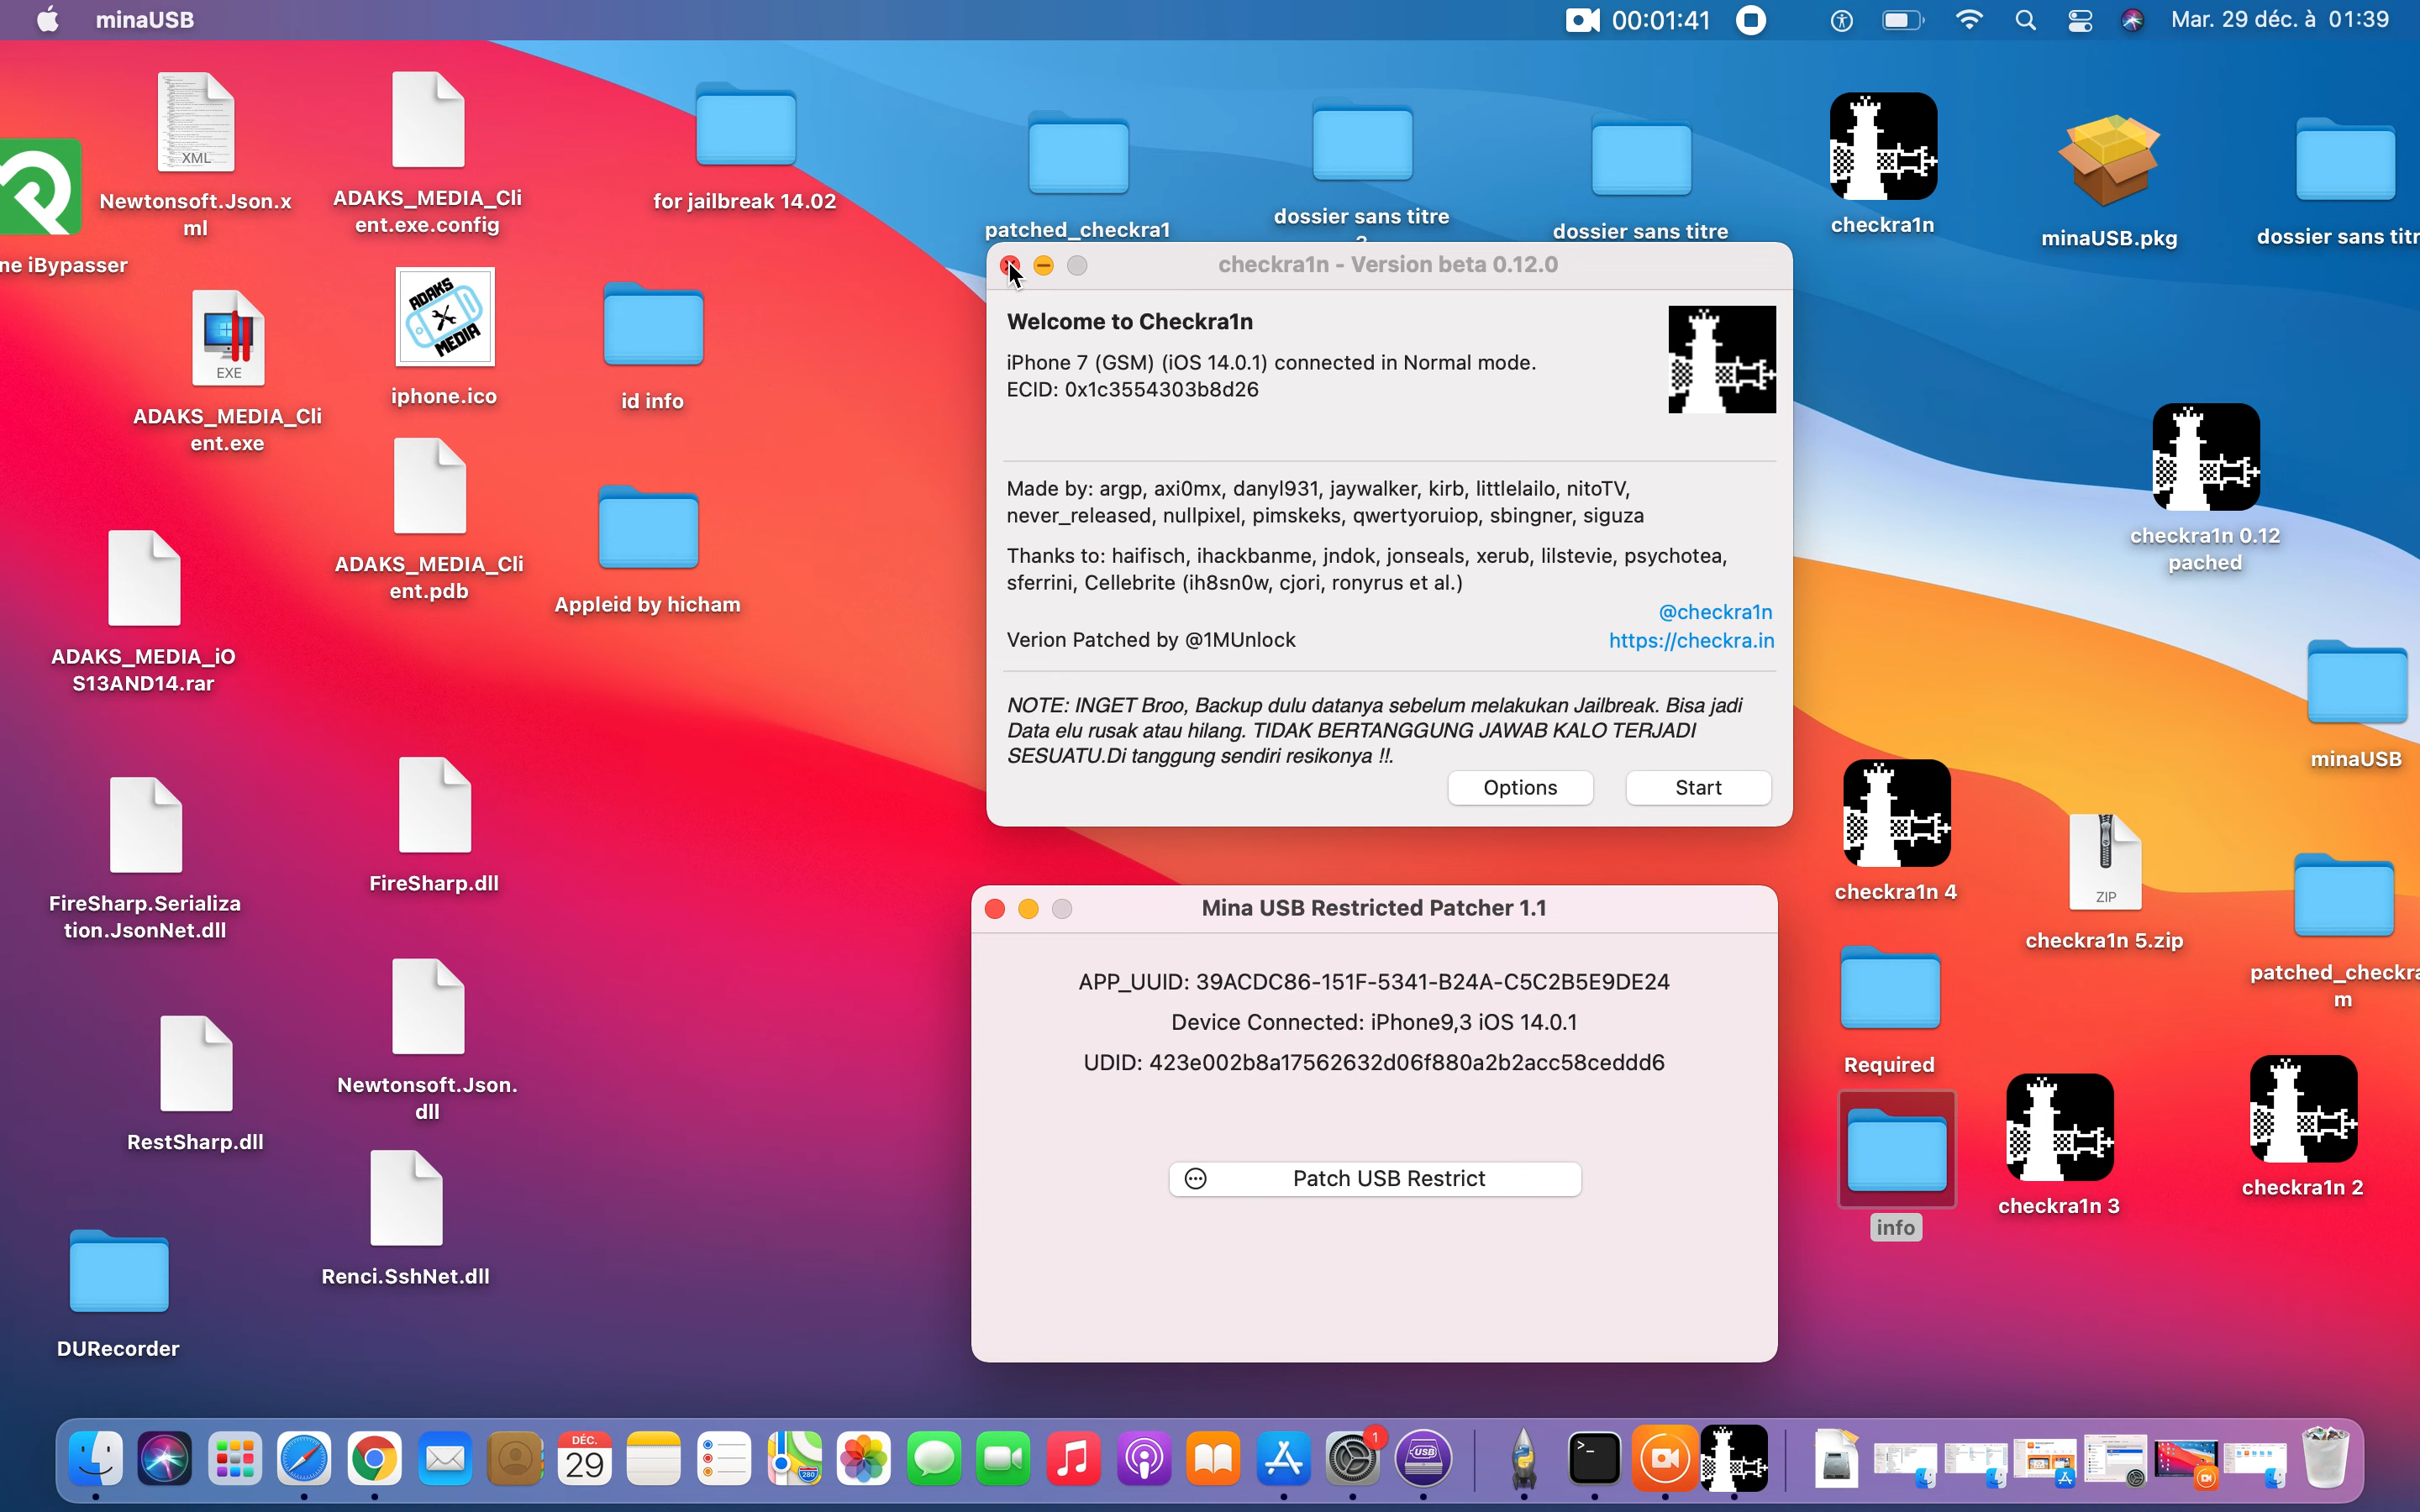 minaUSB
00:01:41
Mar. 29 déc. à 01:39
XML
Newtonsoft.Json.x
ml
ADAKS_MEDIA_Cli
ent.exe.config
for jailbreak 14.02
patched_checkra1
dossier sans titre
dossier sans titre
checkra1n
minaUSB.pkg
dossier sans titr
ne iBypasser
checkra1n - Version beta 0.12.0
Welcome to Checkra1n
iPhone 7 (GSM) (iOS 14.0.1) connected in Normal mode.
ECID: 0x1c3554303b8d26
Made by: argp, axi0mx, danyl931, jaywalker, kirb, littlelailo, nitoTV,
never_released, nullpixel, pimskeks, qwertyoruiop, sbingner, siguza
Thanks to: haifisch, ihackbanme, jndok, jonseals, xerub, lilstevie, psychotea,
sferrini, Cellebrite (ih8sn0w, cjori, ronyrus et al.)
@checkra1n
Verion Patched by @1MUnlock
https://checkra.in
NOTE: INGET Broo, Backup dulu datanya sebelum melakukan Jailbreak. Bisa jadi
Data elu rusak atau hilang. TIDAK BERTANGGUNG JAWAB KALO TERJADI
SESUATU.Di tanggung sendiri resikonya !!.
Options
Start
EXE
ADAKS_MEDIA_Cli
ent.exe
ADAKS
MEDIA
iphone.ico
id info
ADAKS_MEDIA_Cli
ent.pdb
Appleid by hicham
ADAKS_MEDIA_iO
S13AND14.rar
checkra1n 0.12
pached
minaUSB
FireSharp.Serializa
tion.JsonNet.dll
FireSharp.dll
checkra1n 4
ZIP
checkra1n 5.zip
patched_checkra
m
Mina USB Restricted Patcher 1.1
APP_UUID: 39ACDC86-151F-5341-B24A-C5C2B5E9DE24
Device Connected: iPhone9,3 iOS 14.0.1
UDID: 423e002b8a17562632d06f880a2b2acc58ceddd6
Patch USB Restrict
Required
info
checkra1n 3
checkra1n 2
RestSharp.dll
Newtonsoft.Json.
dll
Renci.SshNet.dll
DURecorder
DÉC.
29
280
1
USB